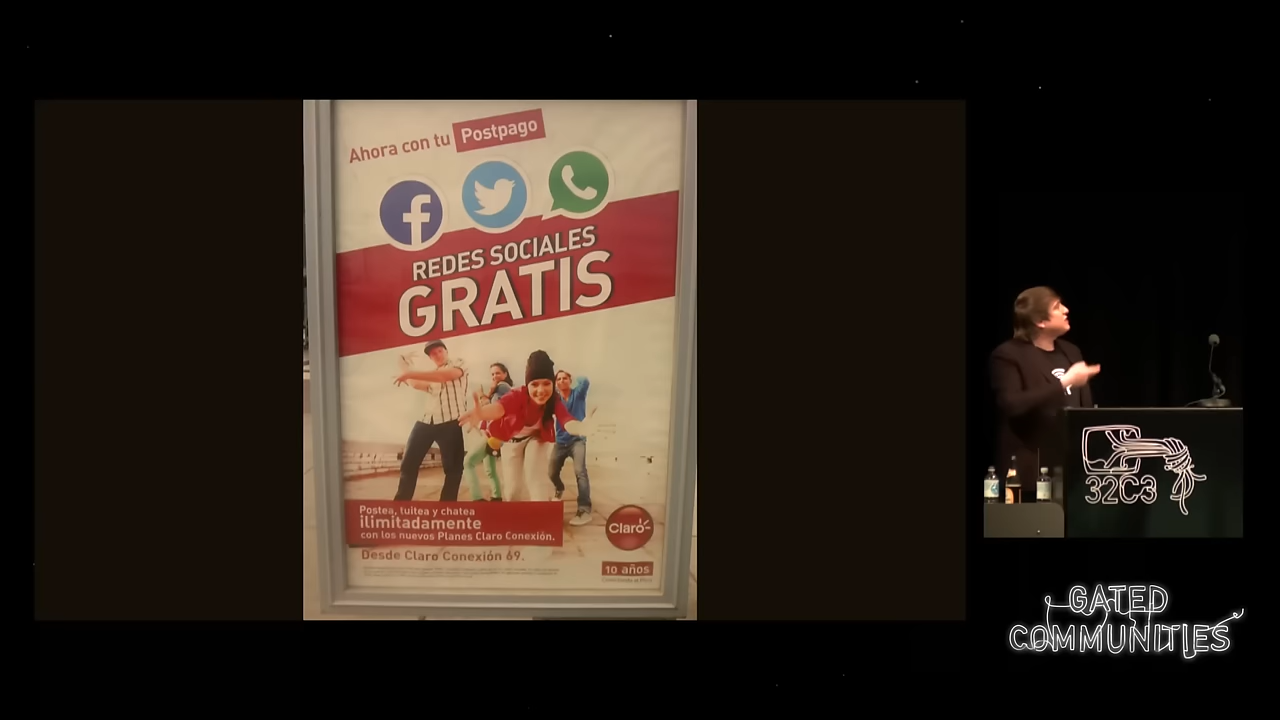 Ahora con tu Postpago
REDES SOCIALES
GRATIS
Postea, tuitea y chatea
ilimitadamente
con los nuevos Planes Claro Conexión.
Desde Claro Conexión 69.
Claro
10 años
32C3
GATED
COMMUNITIES